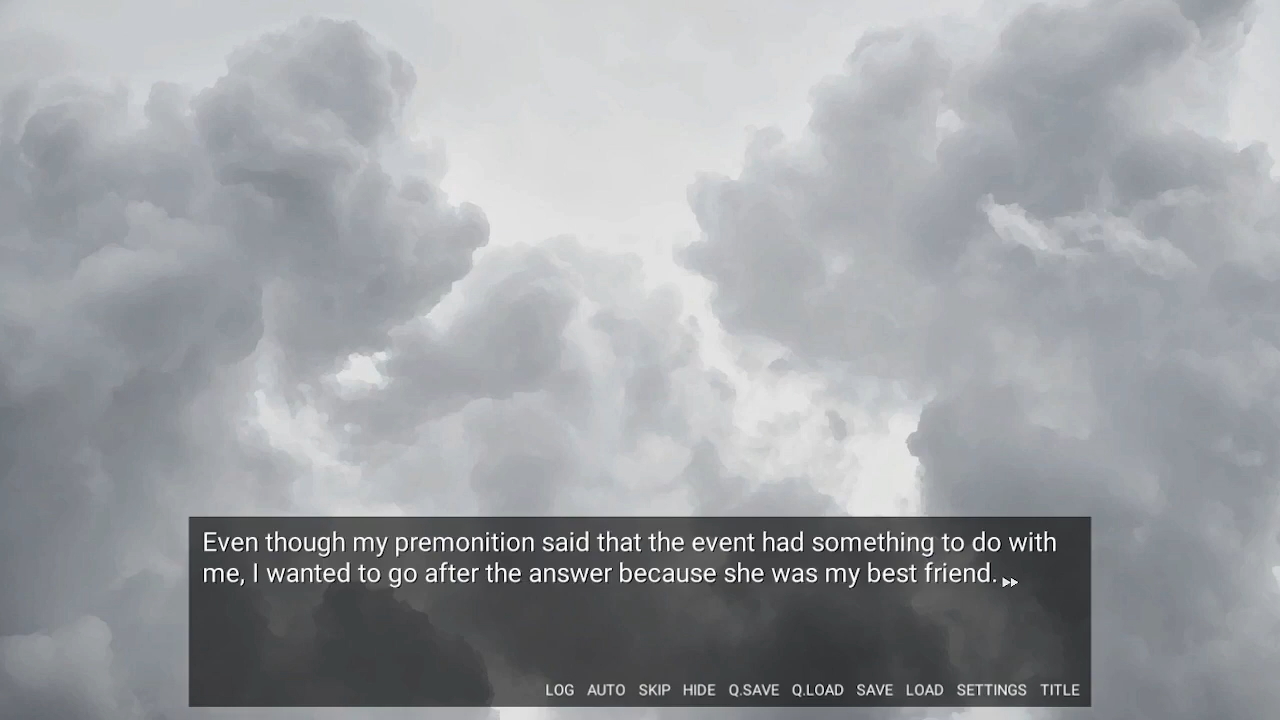 Even though my premonition said that the event had something to do with
me, I wanted to go after the answer because she was my best friend.
LOG AUTO SKIP HIDE Q.SAVE Q.LOAD SAVE LOAD SETTINGS TITLE